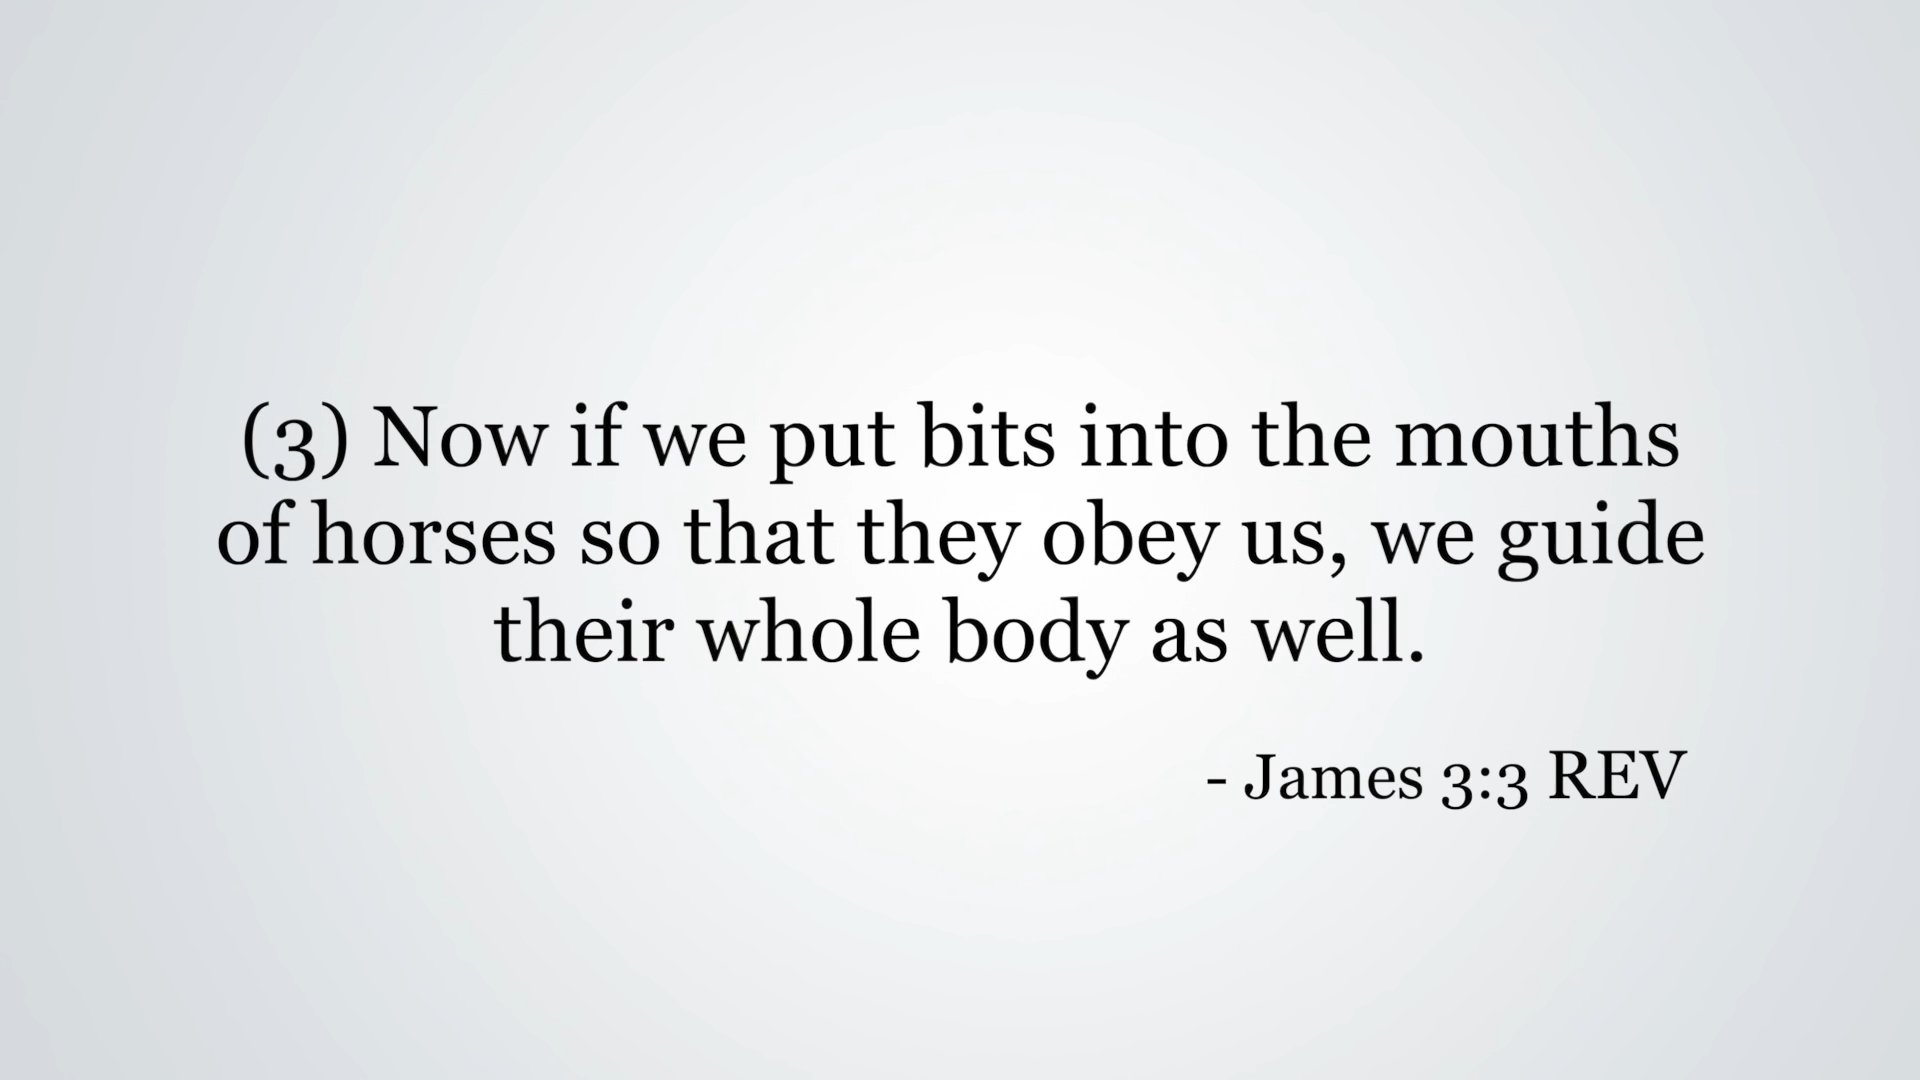 (3) Now if we put bits into the mouths
of horses so that they obey us, we guide
their whole body as well.
- James 3:3 REV